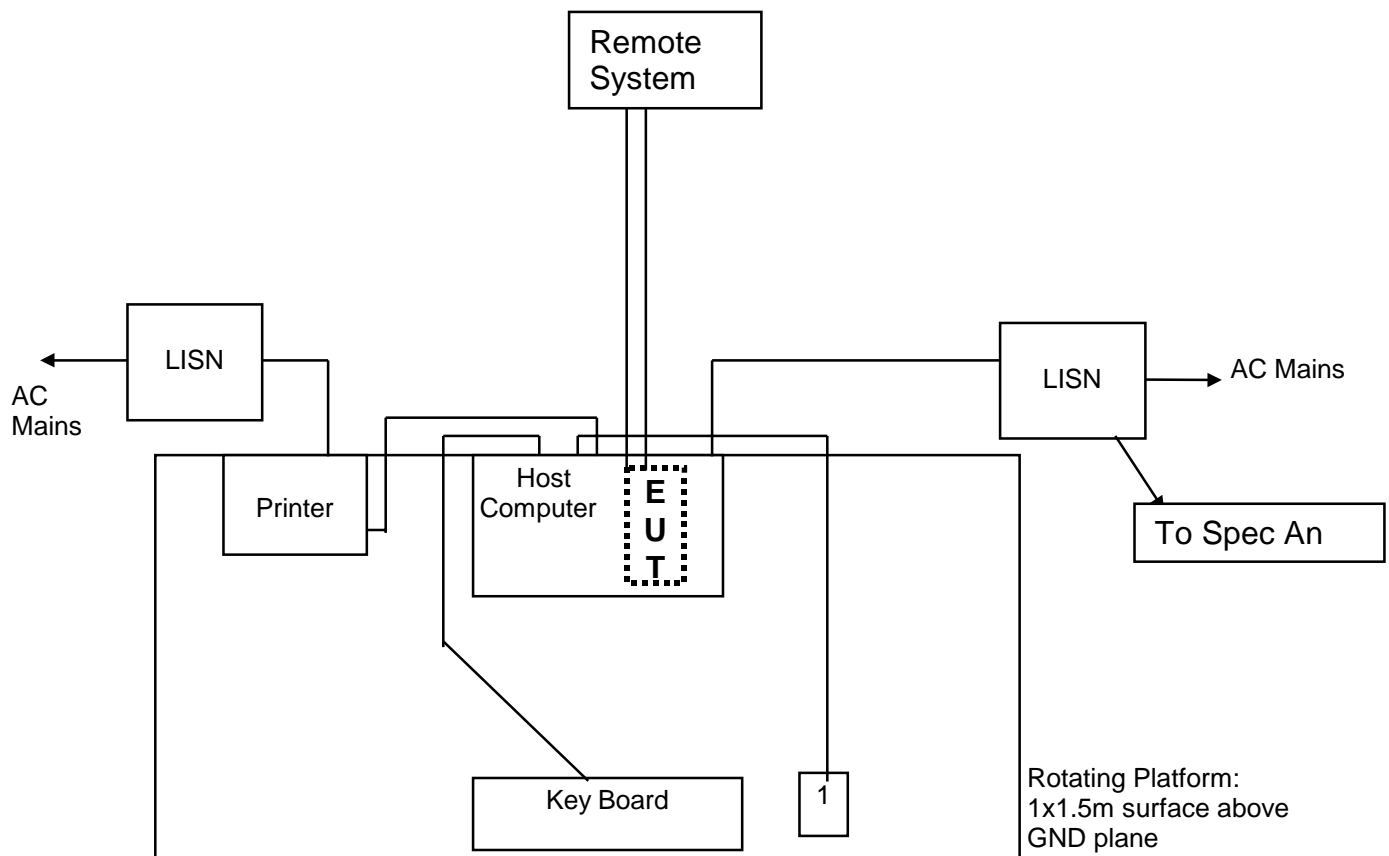 Remote
System
LISN
AC
Mains
LISN
AC Mains
Printer
Host
Computer
E
U
T
To Spec An
Key Board
1
Rotating Platform:
1x1.5m surface above
GND plane